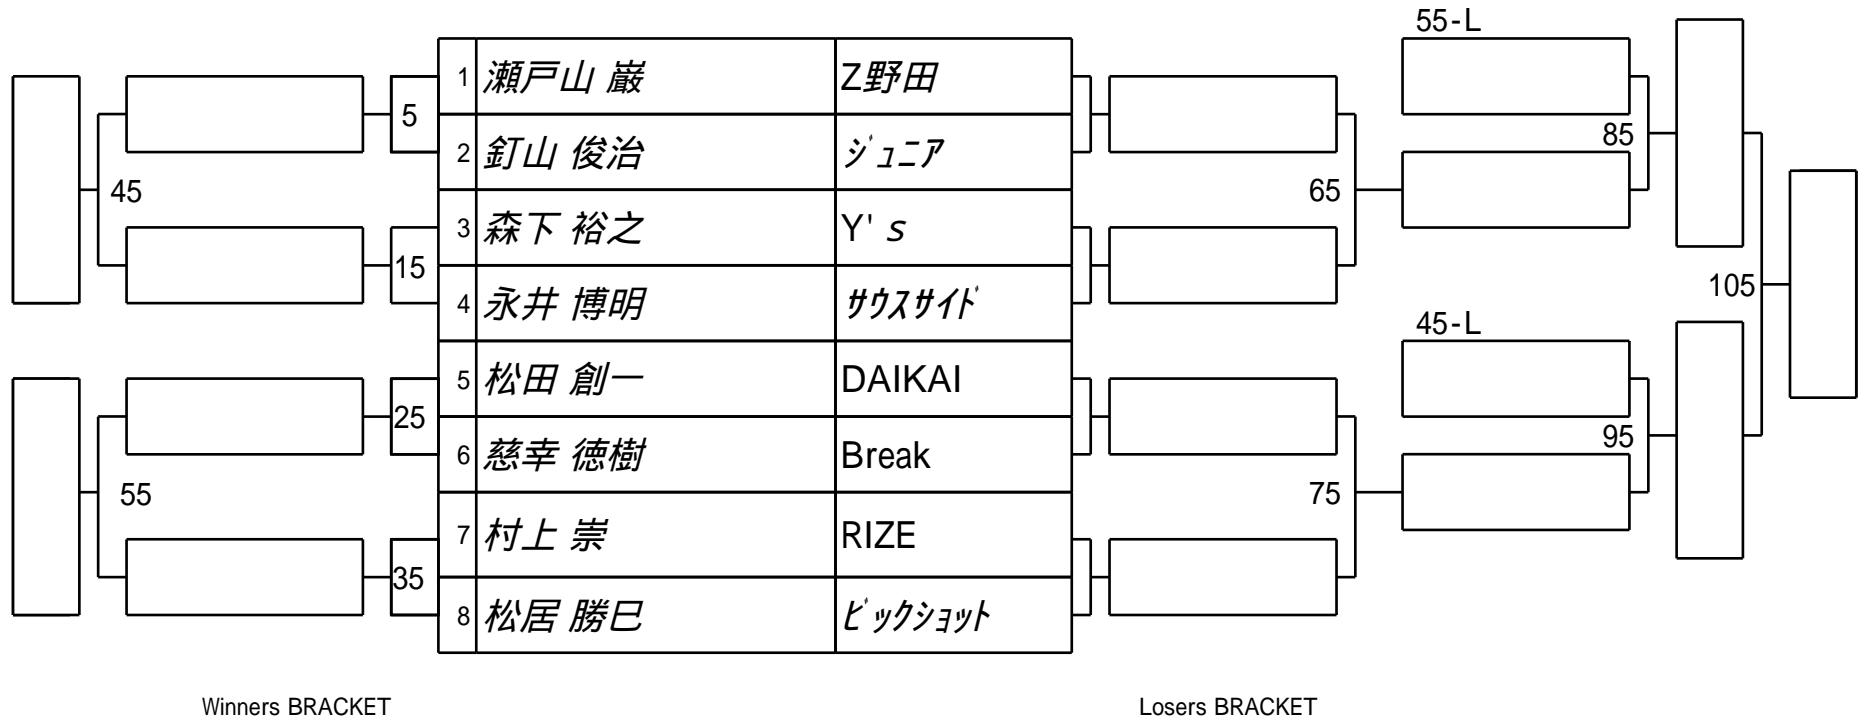 55-L
1 瀬戸山 巌 Z野田
5
85
2 釘山 俊治 ｼﾞｭﾆｱ
45
65
3 森下 裕之 Y's
15
4 永井 博明 ｻｳｽｻｲﾄﾞ
105
45-L
5 松田 創一 DAIKAI
25
95
6 慈幸 徳樹 Break
55
75
7 村上 崇 RIZE
35
8 松居 勝巳 ﾋﾞｯｸｼｮｯﾄ
Winners BRACKET
Losers BRACKET